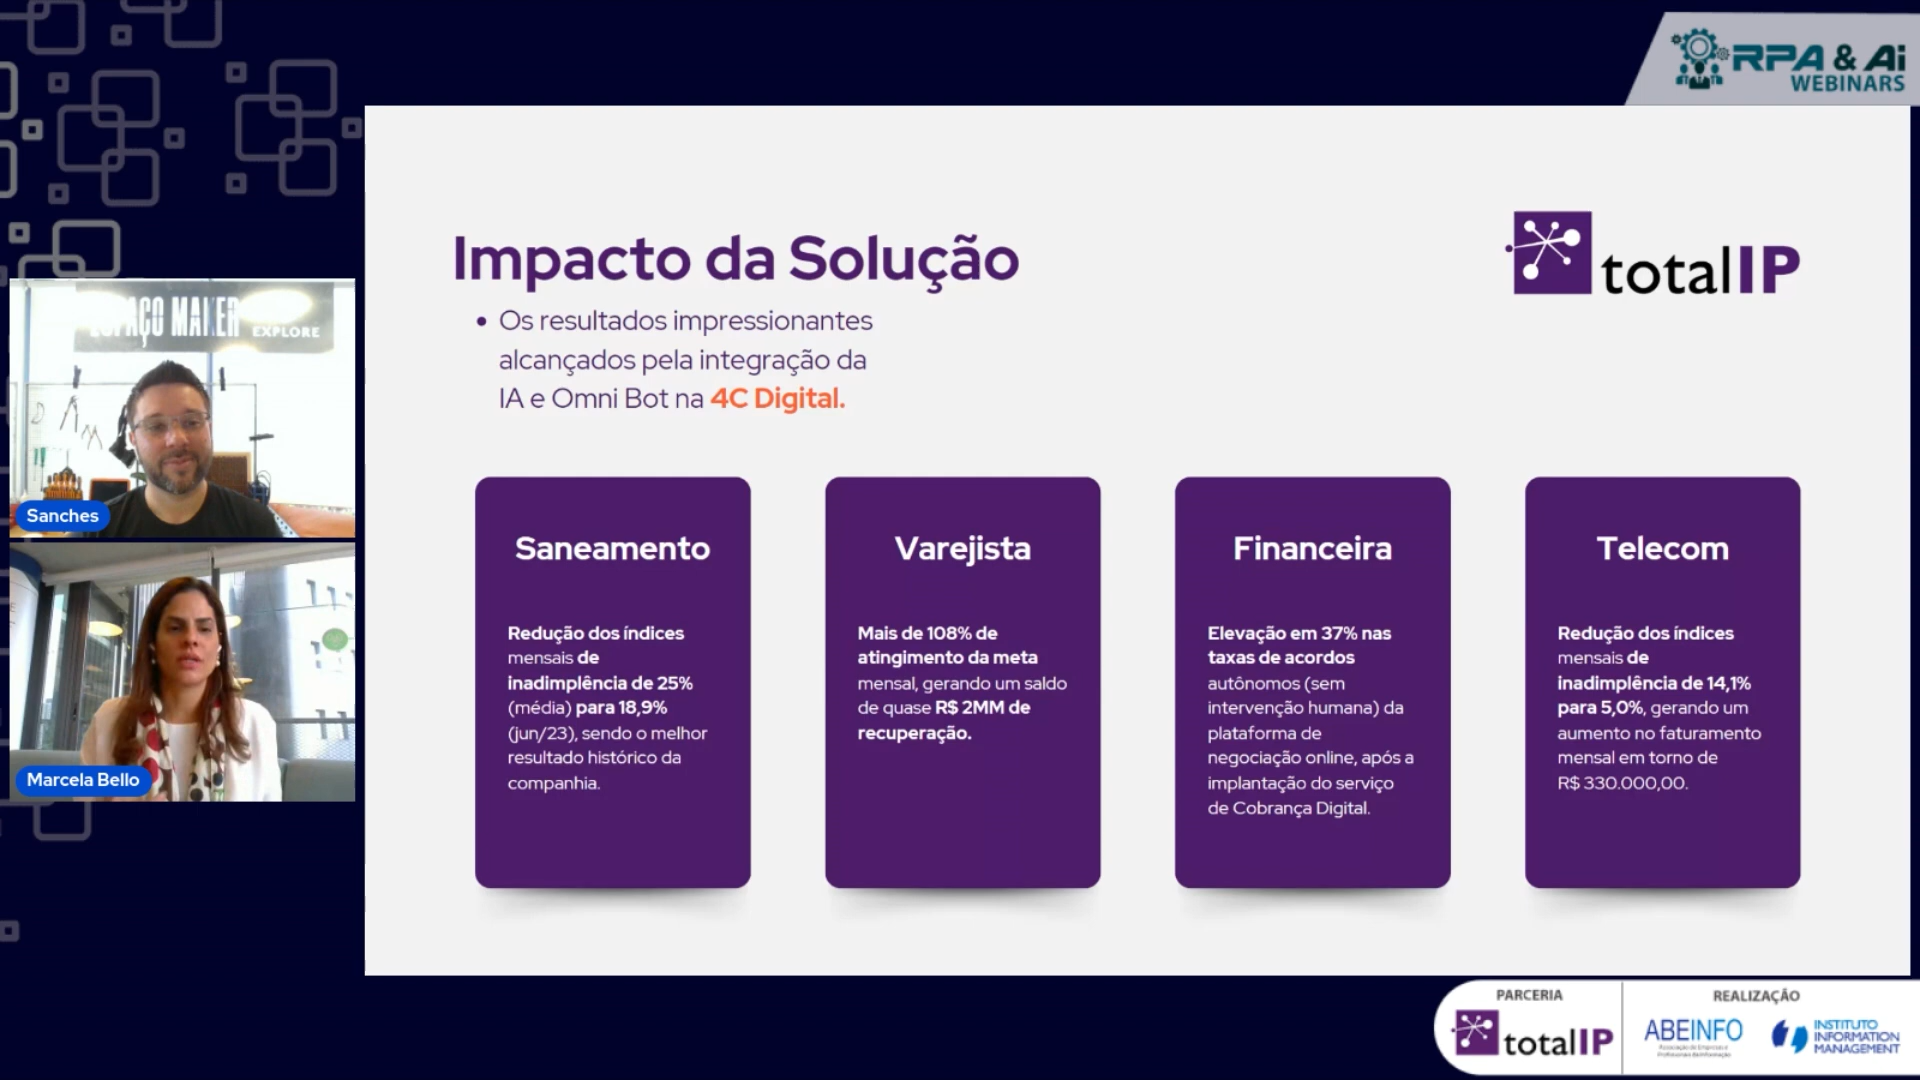 RPA & Ai
WEBINARS
Impacto da Solução
• Os resultados impressionantes
alcançados pela integração da
IA e Omni Bot na 4C Digital.
totalIP
ESPAÇO MAKER
EXPLORE
Sanches
Marcela Bello
Saneamento
Redução dos índices
mensais de
inadimplência de 25%
(média) para 18,9%
(jun/23), sendo o melhor
resultado histórico da
companhia.
Varejista
Mais de 108% de
atingimento da meta
mensal, gerando um saldo
de quase R$ 2MM de
recuperação.
Financeira
Elevação em 37% nas
taxas de acordos
autônomos (sem
intervenção humana) da
plataforma de
negociação online, após a
implantação do serviço
de Cobrança Digital.
Telecom
Redução dos índices
mensais de
inadimplência de 14,1%
para 5,0%, gerando um
aumento no faturamento
mensal em torno de
R$ 330.000,00.
PARCERIA
totalIP
REALIZAÇÃO
ABEINFO
INSTITUTO
INFORMATION
MANAGEMENT